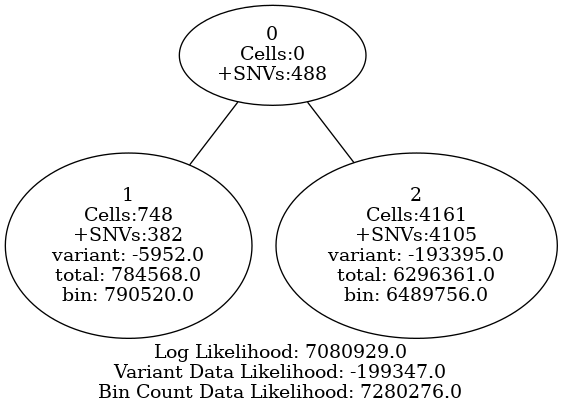 0
Cells:0
+SNVs:488
1
Cells:748
+SNVs:382
variant: -5952.0
total: 784568.0
bin: 790520.0
2
Cells:4161
+SNVs:4105
variant: -193395.0
total: 6296361.0
bin: 6489756.0
Log Likelihood: 7080929.0
Variant Data Likelihood: -199347.0
Bin Count Data Likelihood: 7280276.0